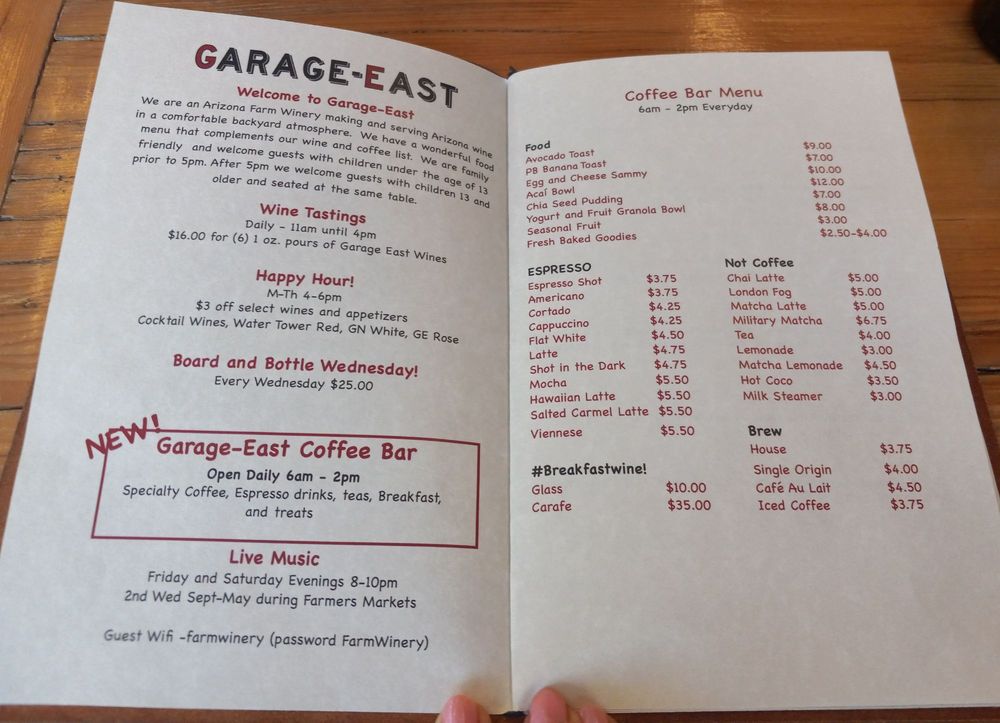 GARAGE-EAST
Welcome to Garage-East
We are an Arizona Farm Winery making and serving Arizona wine
in a comfortable backyard atmosphere. We have a wonderful food
menu that complements our wine and coffee list. We are family
friendly and welcome guests with children under the age of 13
prior to 5pm. After 5pm we welcome guests with children 13 and
older and seated at the same table.
Wine Tastings
Daily - 11am until 4pm
$16.00 for (6) 1 oz. pours of Garage East Wines
Happy Hour!
M-Th 4-6pm
$3 off select wines and appetizers
Cocktail Wines, Water Tower Red, GN White, GE Rose
Board and Bottle Wednesday!
Every Wednesday $25.00
NEW!
Garage-East Coffee Bar
Open Daily 6am - 2pm
Specialty Coffee, Espresso drinks, teas, Breakfast,
and treats
Live Music
Friday and Saturday Evenings 8-10pm
2nd Wed Sept-May during Farmers Markets
Guest Wifi -farmwinery (password FarmWinery)
Coffee Bar Menu
6am - 2pm Everyday
Food
Avocado Toast $9.00
PB Banana Toast $7.00
Egg and Cheese Sammy $10.00
Acaí Bowl $12.00
Chia Seed Pudding $7.00
Yogurt and Fruit Granola Bowl $8.00
Seasonal Fruit $3.00
Fresh Baked Goodies $2.50-$4.00
ESPRESSO
Espresso Shot $3.75
Americano $3.75
Cortado $4.25
Cappuccino $4.25
Flat White $4.50
Latte $4.75
Shot in the Dark $4.75
Mocha $5.50
Hawaiian Latte $5.50
Salted Carmel Latte $5.50
Viennese $5.50
#Breakfastwine!
Glass $10.00
Carafe $35.00
Not Coffee
Chai Latte $5.00
London Fog $5.00
Matcha Latte $5.00
Military Matcha $6.75
Tea $4.00
Lemonade $3.00
Matcha Lemonade $4.50
Hot Coco $3.50
Milk Steamer $3.00
Brew
House $3.75
Single Origin $4.00
Café Au Lait $4.50
Iced Coffee $3.75